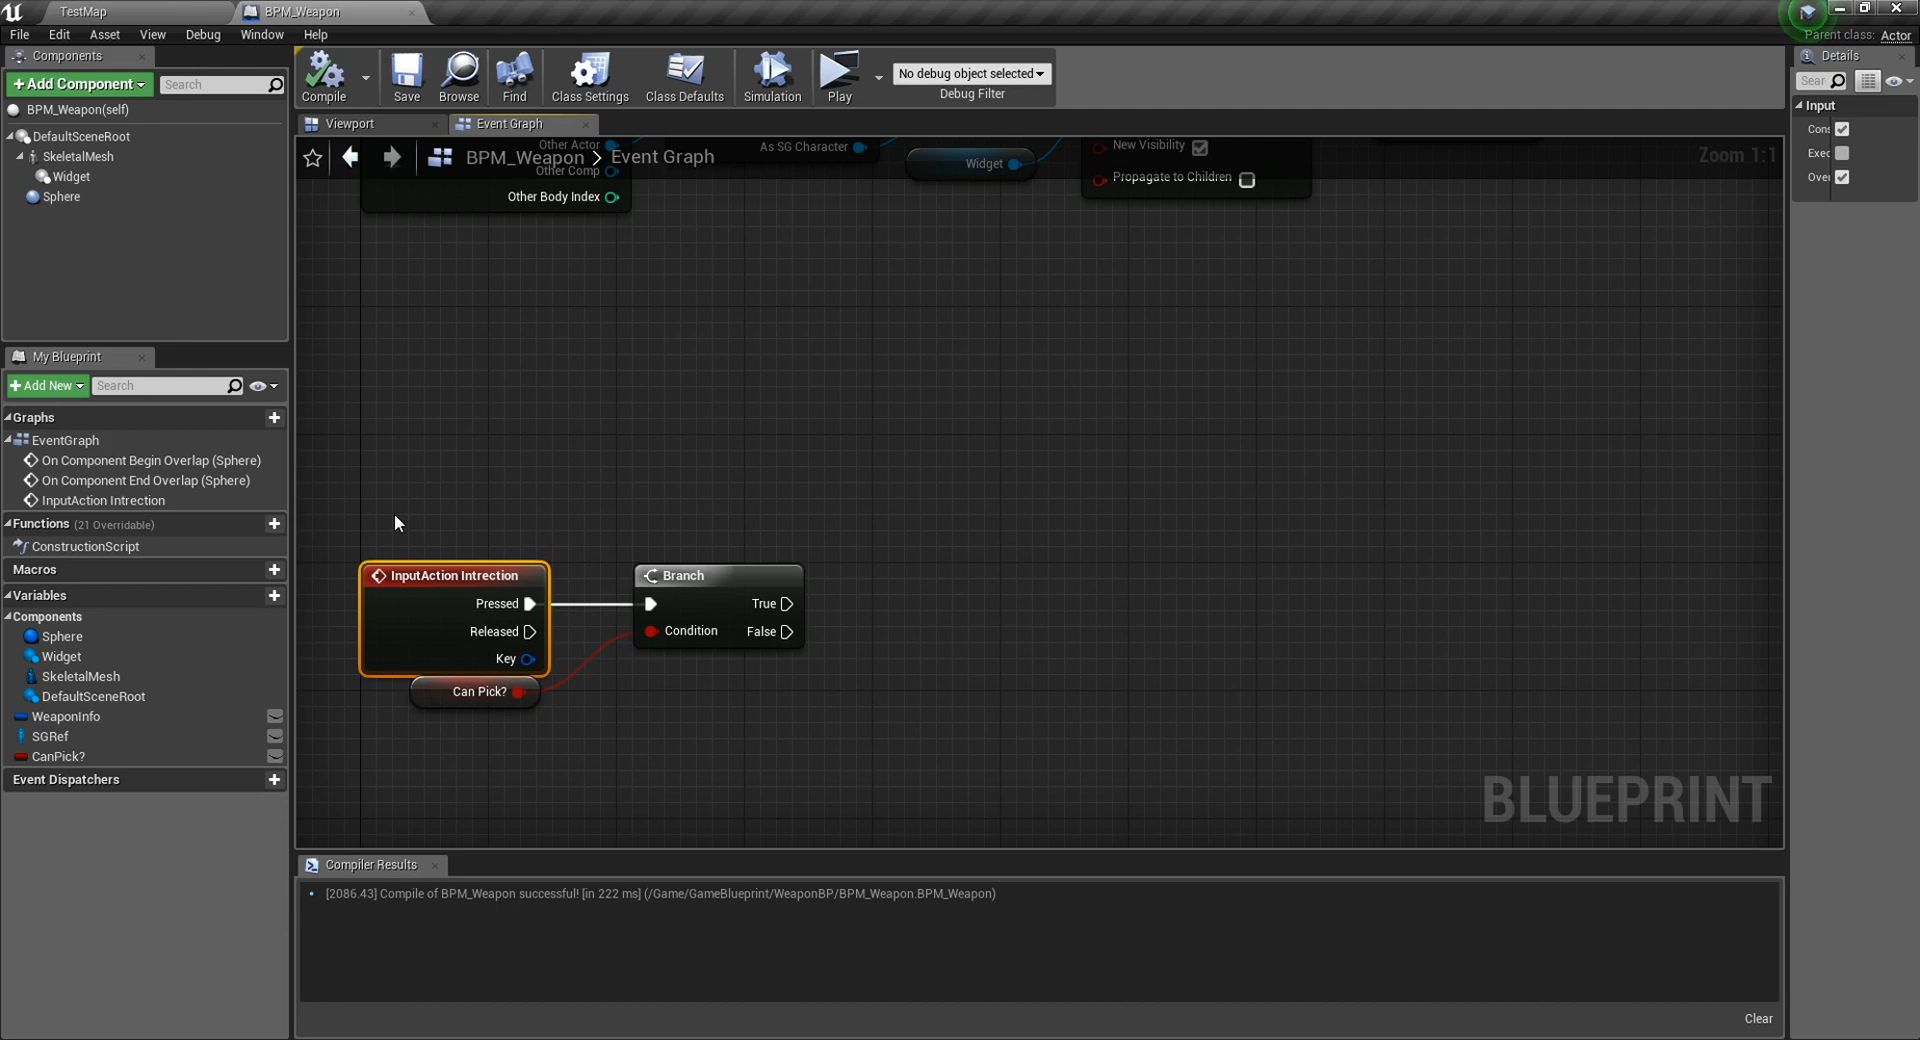 TestMap
BPM_Weapon
File Edit Asset View Debug Window Help
Parent class: Actor
Components
+Add Component
Search
BPM_Weapon(self)
DefaultSceneRoot
SkeletalMesh
Widget
Sphere
Compile
Save
Browse
Find
Class Settings
Class Defaults
Simulation
Play
No debug object selected
Debug Filter
Details
Sear
Input
Cons
Exec
Over
Viewport
Event Graph
BPM_Weapon > Event Graph
Zoom 1:1
Other Actor
Other Comp
Other Body Index
As SG Character
Widget
New Visibility
Propagate to Children
My Blueprint
+Add New
Search
Graphs
EventGraph
On Component Begin Overlap (Sphere)
On Component End Overlap (Sphere)
InputAction Intrection
Functions (21 Overridable)
ConstructionScript
Macros
Variables
Components
Sphere
Widget
SkeletalMesh
DefaultSceneRoot
WeaponInfo
SGRef
CanPick?
Event Dispatchers
InputAction Intrection
Pressed
Released
Key
Can Pick?
Branch
True
Condition
False
BLUEPRINT
Compiler Results
[2086.43] Compile of BPM_Weapon successful! [in 222 ms] (/Game/GameBlueprint/WeaponBP/BPM_Weapon.BPM_Weapon)
Clear